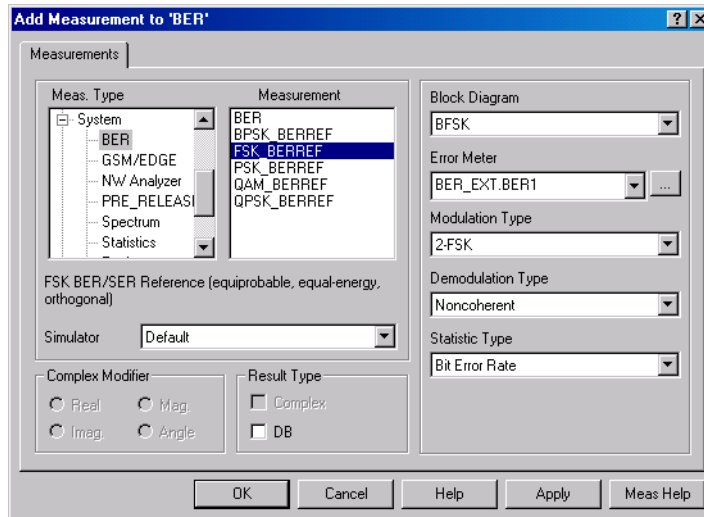 Add Measurement to 'BER'
Measurements
Meas. Type
System
BER
GSM/EDGE
NW Analyzer
PRE_RELEAS
Spectrum
Statistics
Measurement
BER
BPSK_BERREF
FSK_BERREF
PSK_BERREF
QAM_BERREF
QPSK_BERREF
FSK BER/SER Reference (equiprobable, equal-energy,
orthogonal)
Simulator Default
Complex Modifier
Real Mag.
Imag. Angle
Result Type
Complex
DB
Block Diagram
BFSK
Error Meter
BER_EXT.BER1 ...
Modulation Type
2-FSK
Demodulation Type
Noncoherent
Statistic Type
Bit Error Rate
OK Cancel Help Apply Meas Help